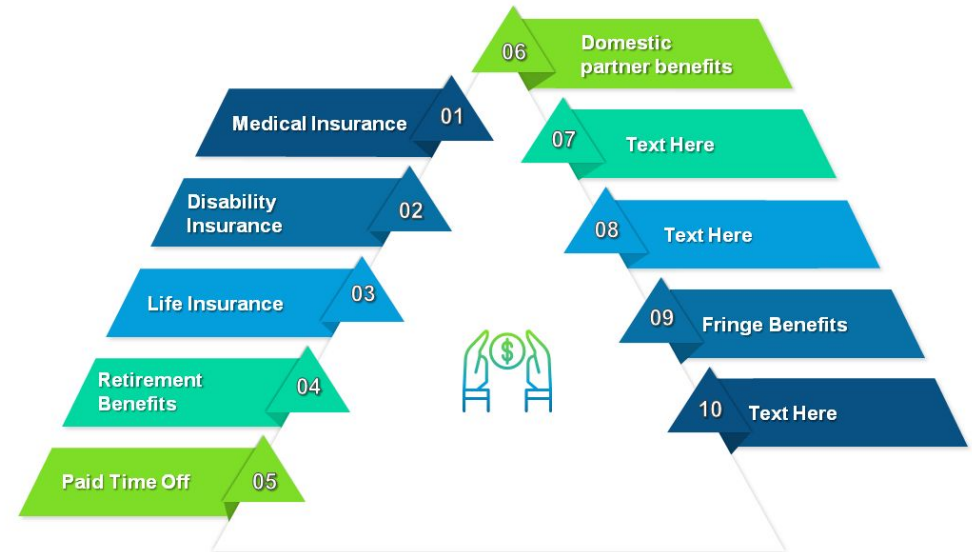 01
Medical Insurance
02
Disability
Insurance
03
Life Insurance
04
Retirement
Benefits
05
Paid Time Off
06
Domestic
partner benefits
07
Text Here
08
Text Here
09
Fringe Benefits
10
Text Here
$